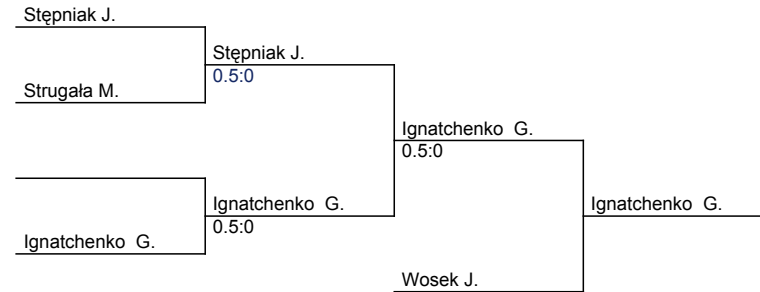 Stępniak J.
Stępniak J.
0.5:0
Strugała M.
Ignatchenko  G.
0.5:0
Ignatchenko  G.
Ignatchenko  G.
0.5:0
Ignatchenko  G.
Wosek J.